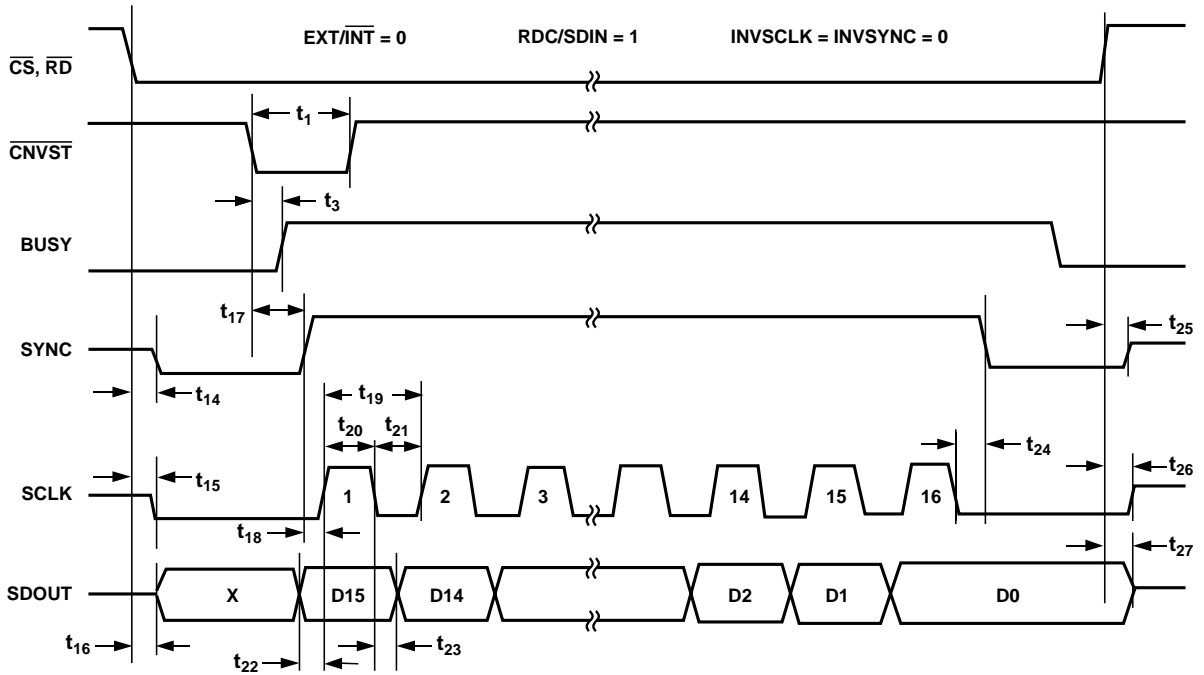 EXT/INT = 0 RDC/SDIN = 1 INVSCLK = INVSYNC = 0
CS, RD
t1
CNVST
t3
BUSY
t17
t25
SYNC
t14
t19
t20 t21
t24
t15
t26
SCLK
1 2 3 14 15 16
t18
t27
SDOUT
X D15 D14 D2 D1 D0
t16
t22
t23